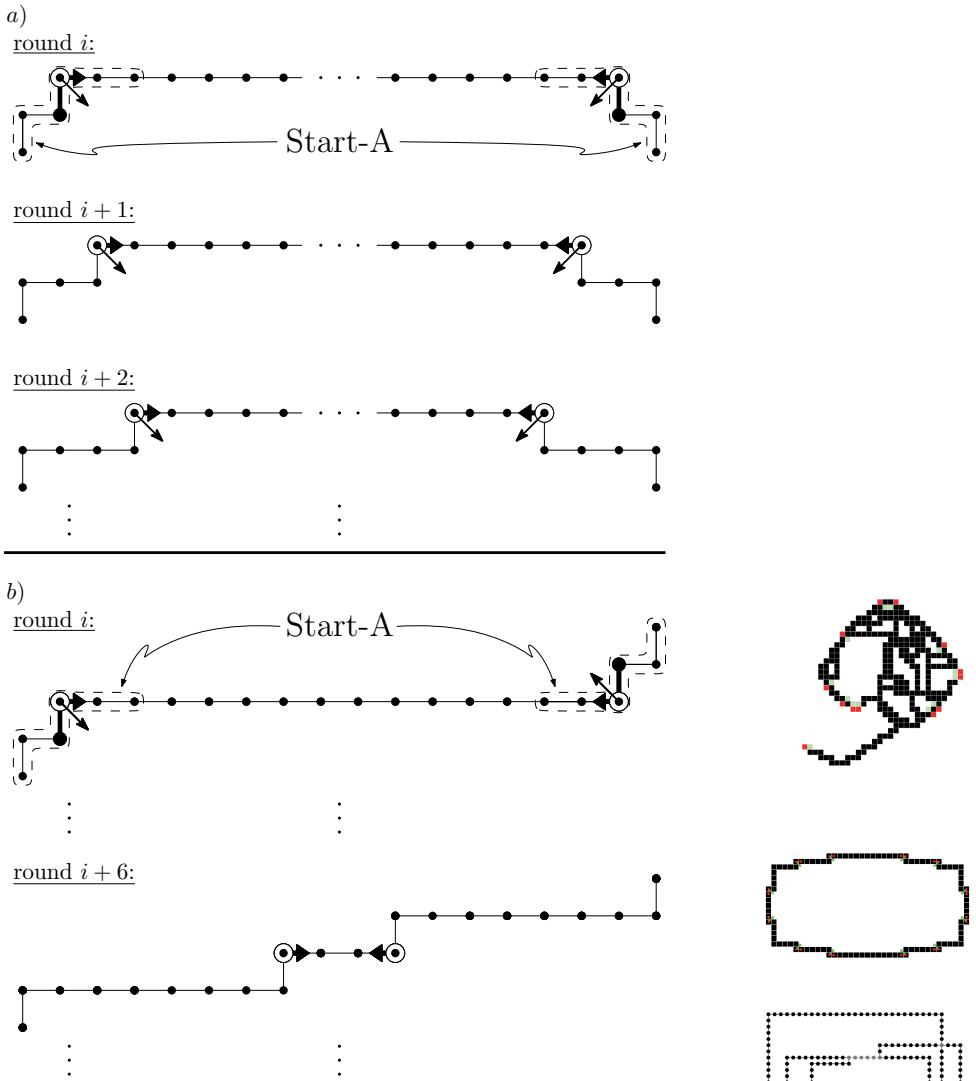 a)
round i:
Start-A
round i + 1:
round i + 2:
b)
round i:
Start-A
round i + 6: